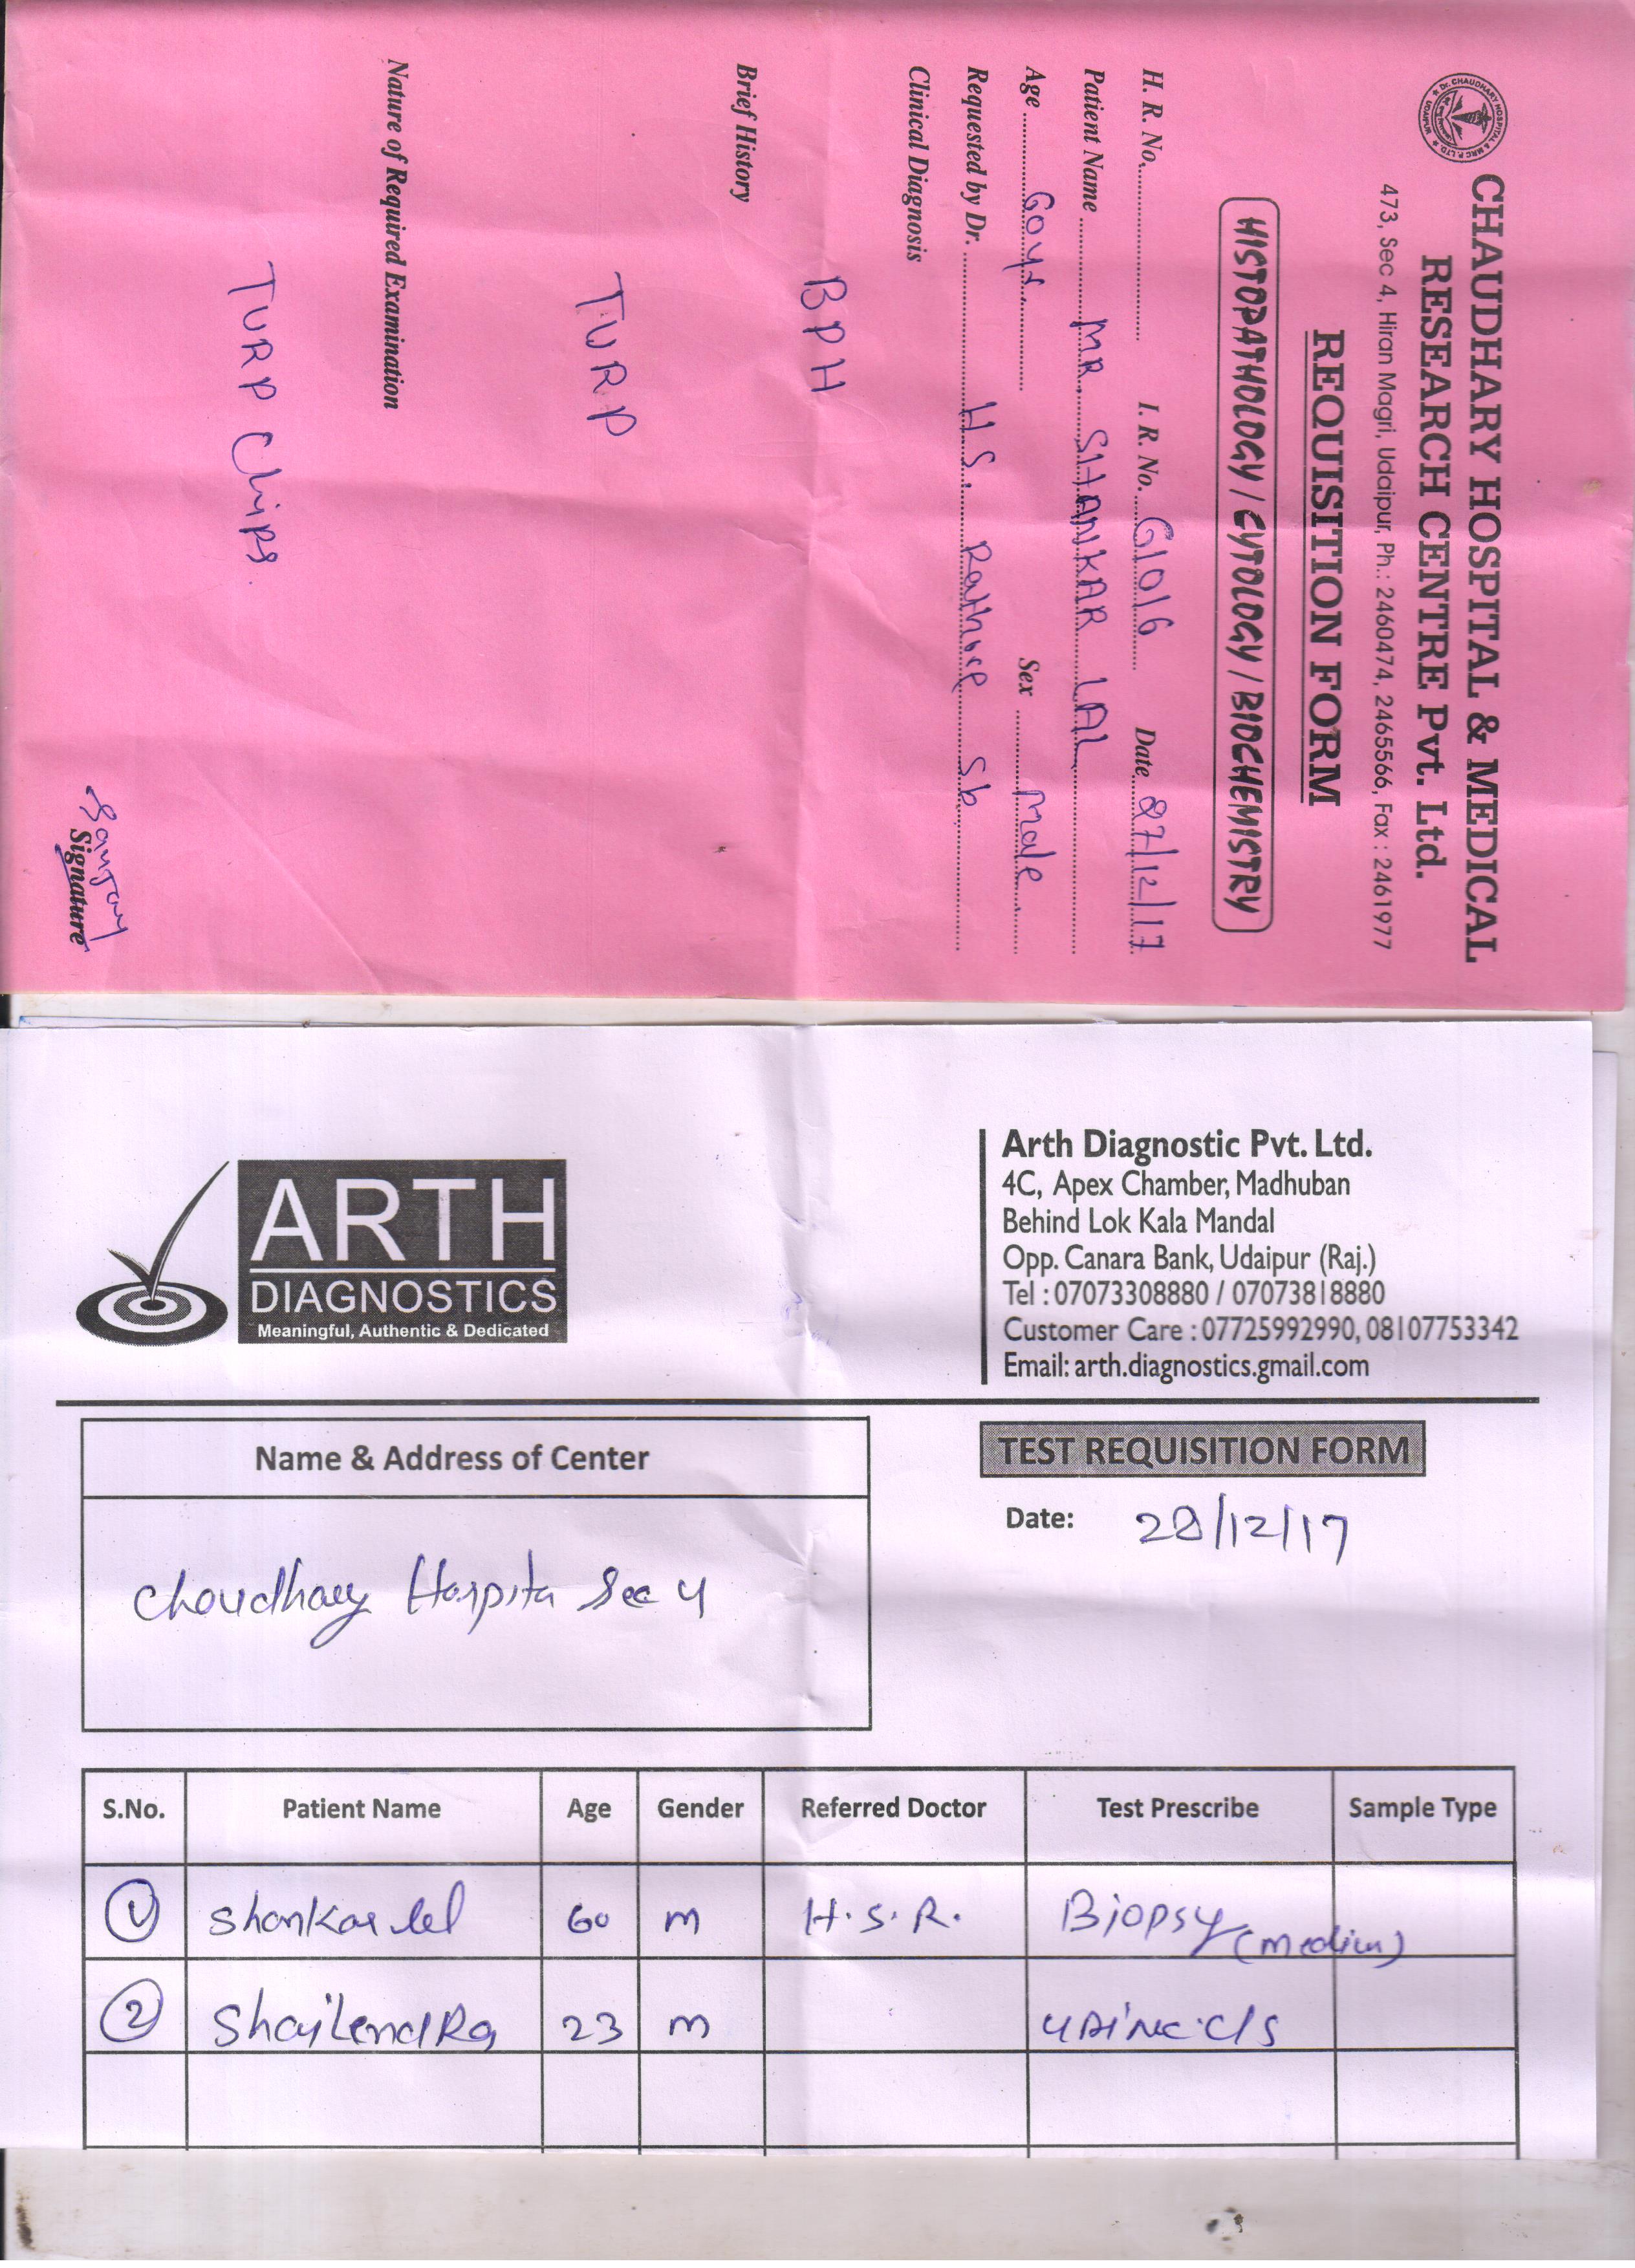 CHAUDHARY HOSPITAL & MEDICAL
RESEARCH CENTRE Pvt. Ltd.
473, Sec 4, Hiran Magri, Udaipur, Ph.: 2460474, 2465566, Fax : 2461977
REQUISITION FORM
HISTOPATHOLOGY / CYTOLOGY / BIOCHEMISTRY
H. R. No. I. R. No. 61016 Date 27/12/17
Patient Name MR. SHANKAR LAL
Age 60yr. Sex Male
Requested by Dr. H.S. Rathore Sb
Clinical Diagnosis
BPH
Brief History
TURP
Nature of Required Examination
TURP Chips.
Signature
ARTH
DIAGNOSTICS
Meaningful, Authentic & Dedicated
Arth Diagnostic Pvt. Ltd.
4C, Apex Chamber, Madhuban
Behind Lok Kala Mandal
Opp. Canara Bank, Udaipur (Raj.)
Tel : 07073308880 / 07073818880
Customer Care : 07725992990, 08107753342
Email: arth.diagnostics.gmail.com
Name & Address of Center
TEST REQUISITION FORM
Date: 28/12/17
Choudhary Hospita Sec 4
S.No. Patient Name Age Gender Referred Doctor Test Prescribe Sample Type
1 Shankar lal 60 m H.S.R. Biopsy (medium)
2 ShailendRa 23 m URine c/s